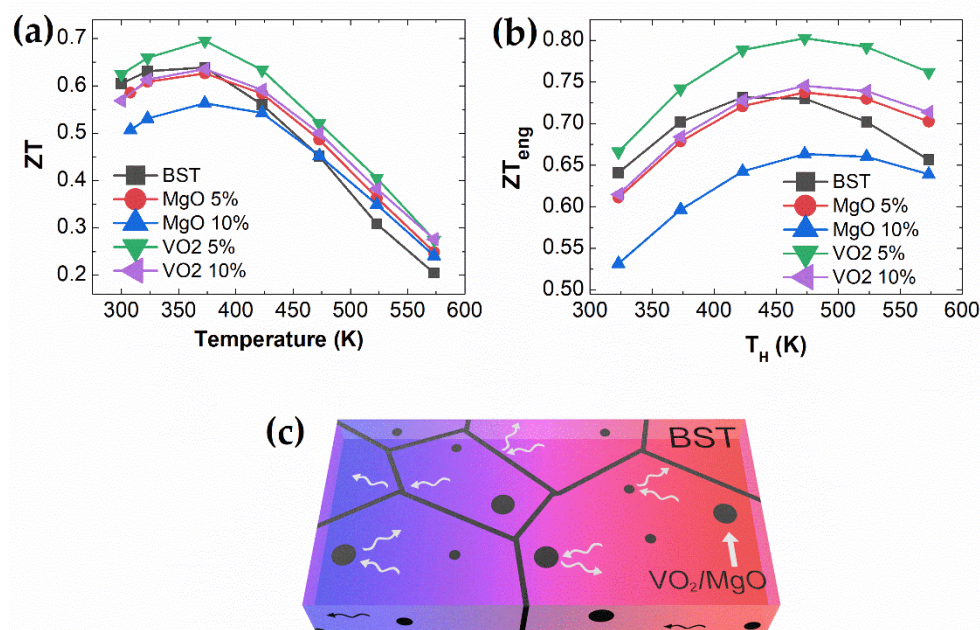 (a)
0.7
0.6
0.5
0.4
0.3
0.2
ZT
BST
MgO 5%
MgO 10%
VO2 5%
VO2 10%
300 350 400 450 500 550 600
Temperature (K)
(b)
0.80
0.75
0.70
0.65
0.60
0.55
0.50
ZTeng
BST
MgO 5%
MgO 10%
VO2 5%
VO2 10%
300 350 400 450 500 550 600
TH (K)
(c)
BST
VO₂/MgO